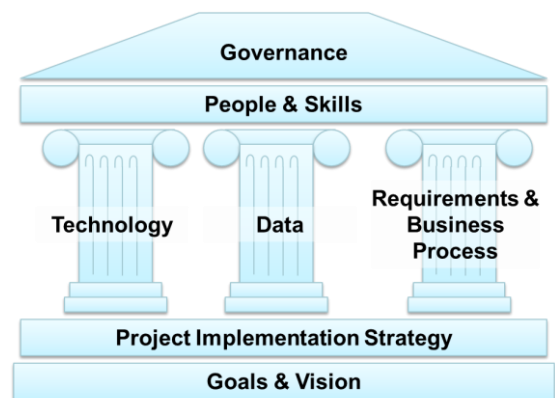 Governance
People & Skills
Technology
Data
Requirements &
Business
Process
Project Implementation Strategy
Goals & Vision